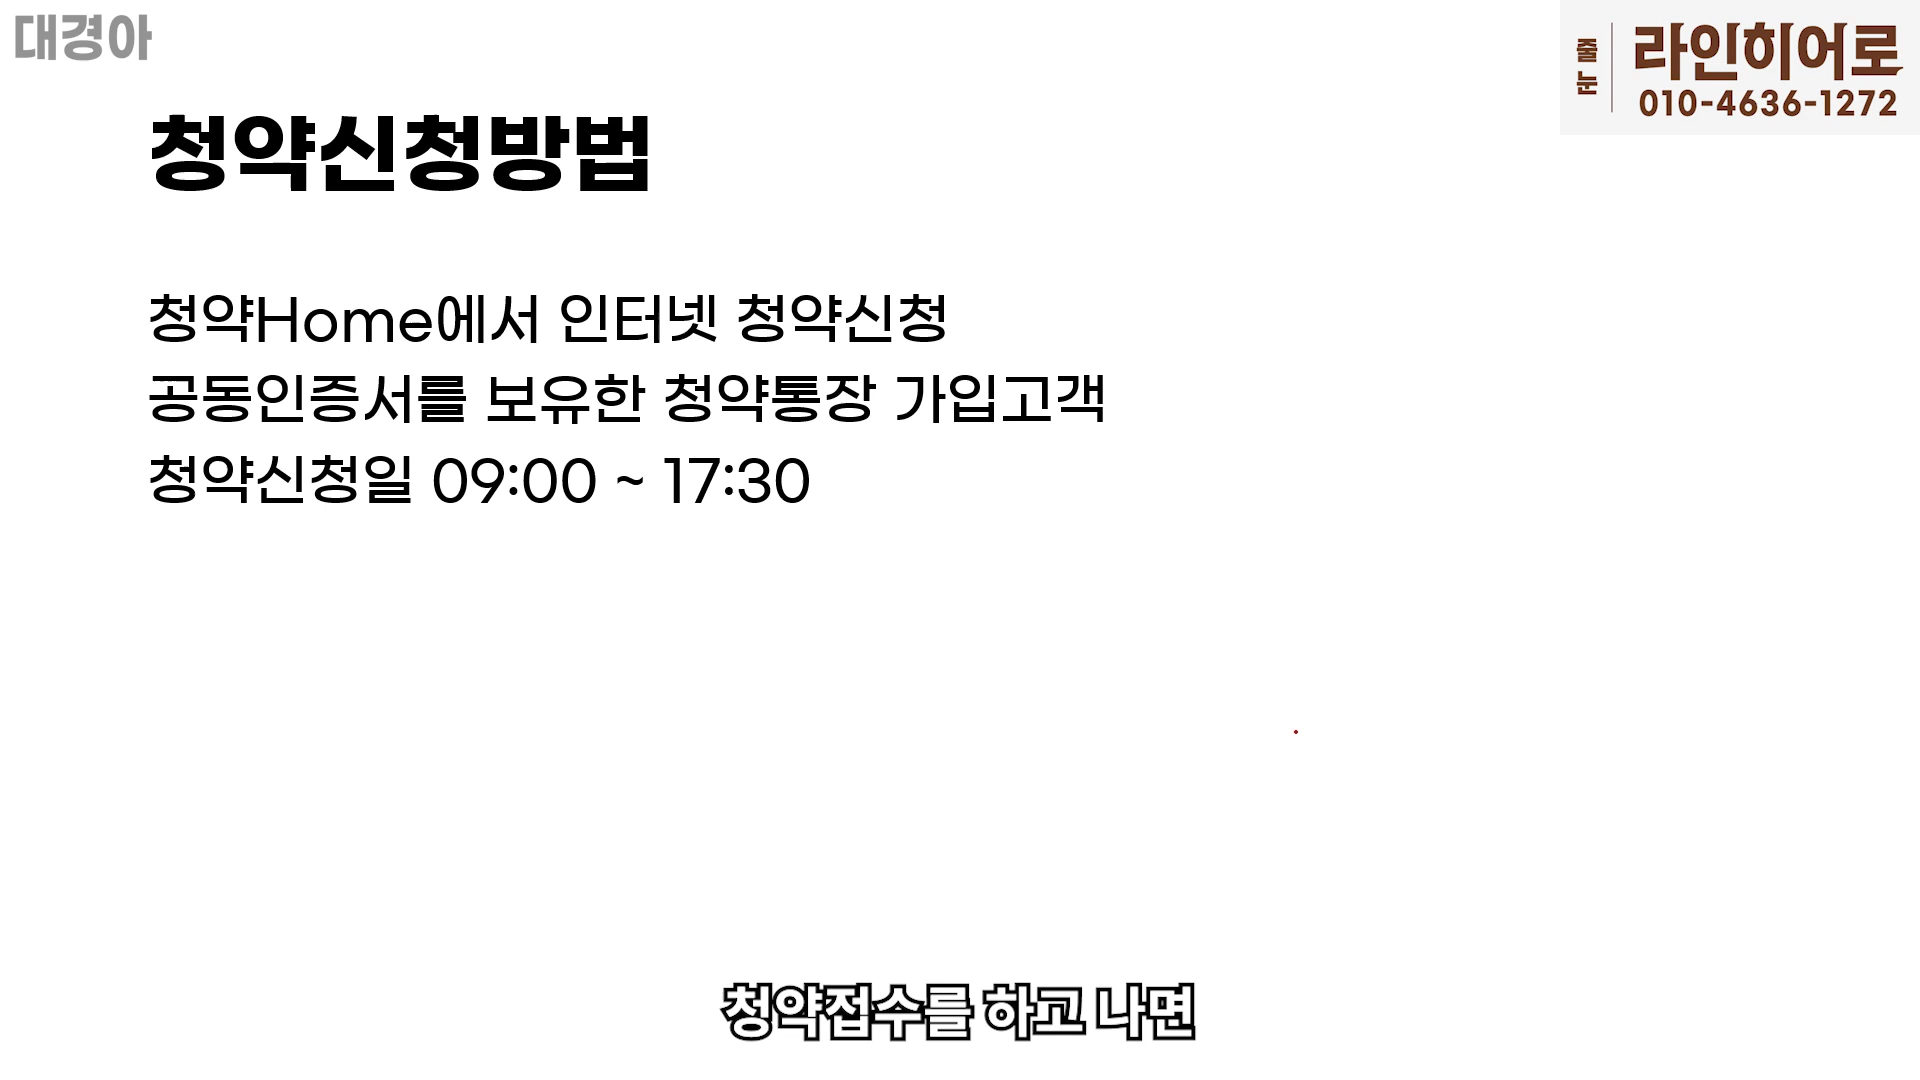 대경아
줄눈
라인히어로
010-4636-1272
청약신청방법
청약Home에서 인터넷 청약신청
공동인증서를 보유한 청약통장 가입고객
청약신청일 09:00 ~ 17:30
청약접수를 하고 나면